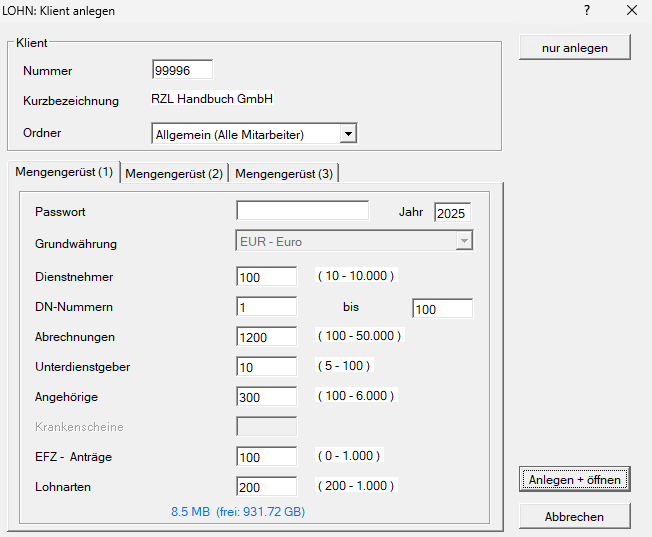 LOHN: Klient anlegen ? ×
Klient
nur anlegen
Nummer 99996
Kurzbezeichnung RZL Handbuch GmbH
Ordner Allgemein (Alle Mitarbeiter)
Mengengerüst (1) Mengengerüst (2) Mengengerüst (3)
Passwort Jahr 2025
Grundwährung EUR - Euro
Dienstnehmer 100 ( 10 - 10.000 )
DN-Nummern 1 bis 100
Abrechnungen 1200 ( 100 - 50.000 )
Unterdienstgeber 10 ( 5 - 100 )
Angehörige 300 ( 100 - 6.000 )
Krankenscheine
EFZ - Anträge 100 ( 0 - 1.000 )
Lohnarten 200 ( 200 - 1.000 )
8.5 MB (frei: 931.72 GB)
Anlegen + öffnen
Abbrechen